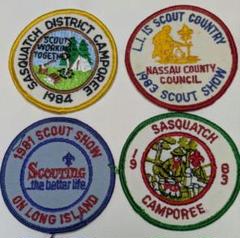 SASQUATCH DISTRICT CAMPOREE
SCOUTS
WORKING
TOGETHER
1984
L.I. IS SCOUT COUNTRY
NASSAU COUNTY
COUNCIL
1983 SCOUT SHOW
1981 SCOUT SHOW
SCOUTING
...the better life.
ON LONG ISLAND
SASQUATCH
1983
CAMPOREE